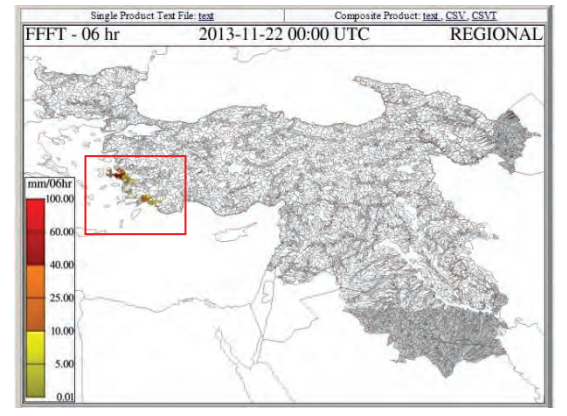 Single Product Text File: text
Composite Product: text , CSV , CSVT
FFFT - 06 hr 2013-11-22 00:00 UTC REGIONAL
mm/06hr
100.00
60.00
40.00
25.00
10.00
5.00
0.01